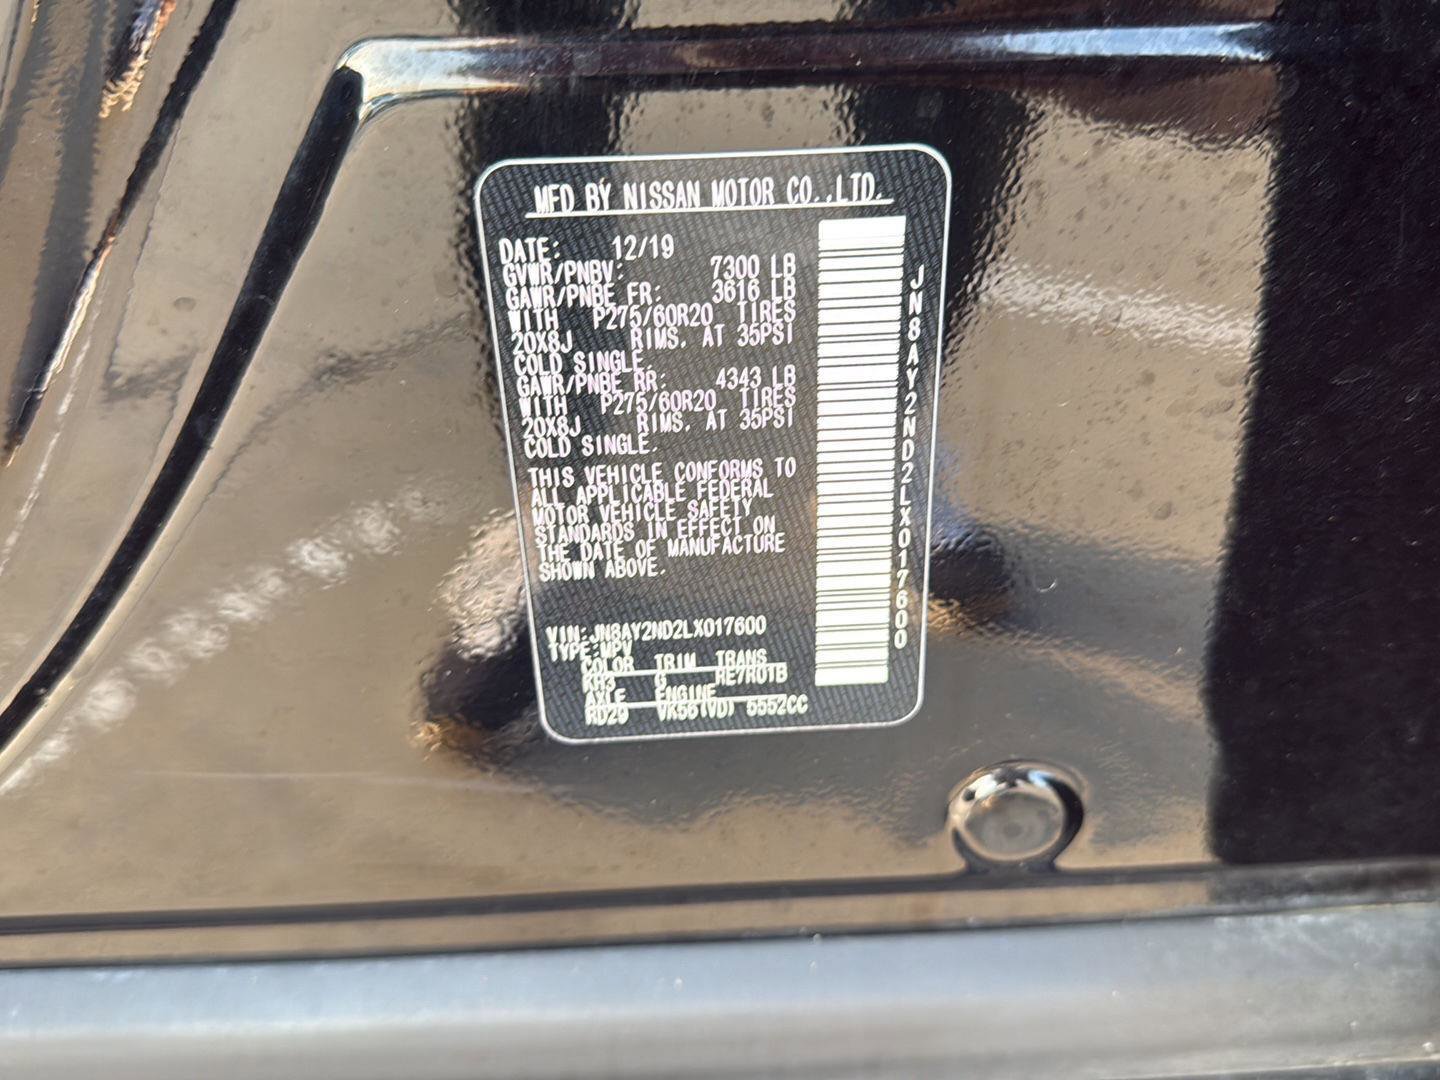 MFD BY NISSAN MOTOR CO.,LTD.
DATE: 12/19
GVWR/PNBV: 7300 LB
GAWR/PNBE FR: 3616 LB
WITH P275/60R20 TIRES
20X8J RIMS. AT 35PSI
COLD SINGLE.
GAWR/PNBE RR: 4343 LB
WITH P275/60R20 TIRES
20X8J RIMS. AT 35PSI
COLD SINGLE.
THIS VEHICLE CONFORMS TO
ALL APPLICABLE FEDERAL
MOTOR VEHICLE SAFETY
STANDARDS IN EFFECT ON
THE DATE OF MANUFACTURE
SHOWN ABOVE.
VIN:JN8AY2ND2LX017600
TYPE:MPV
COLOR TRIM TRANS
KH3 G RE7R01B
AXLE ENGINE
RD29 VK56(VD) 5552CC
JN8AY2ND2LX017600